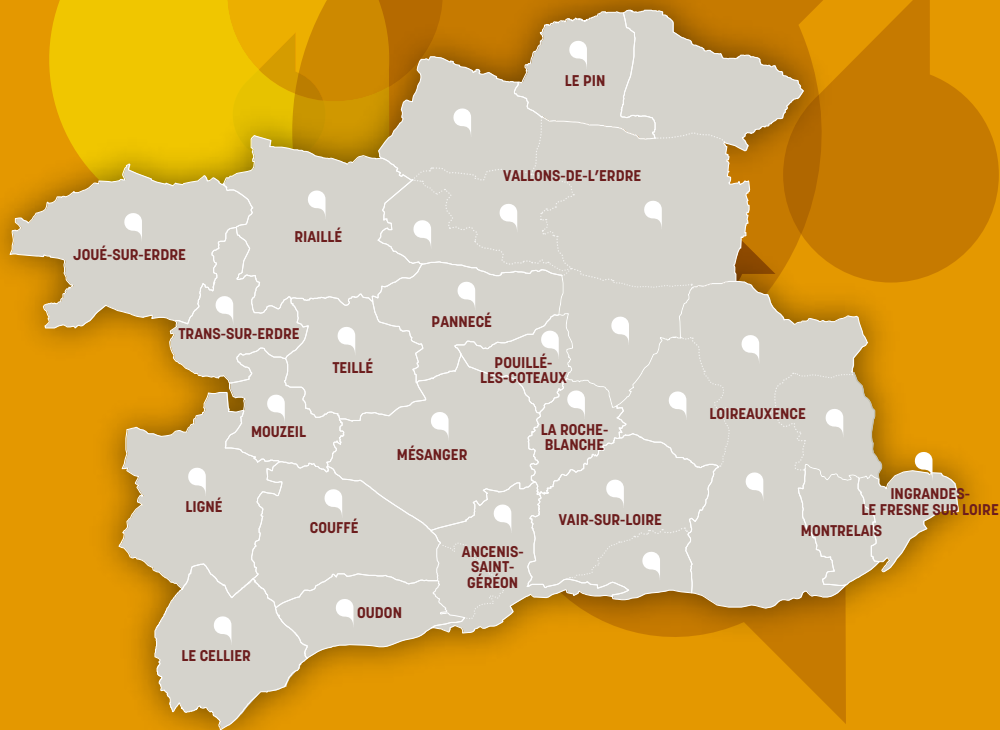 LE PIN
VALLONS-DE-L'ERDRE
RIAILLÉ
JOUÉ-SUR-ERDRE
PANNECÉ
TRANS-SUR-ERDRE
TEILLÉ
POUILLÉ-
LES-COTEAUX
LOIREAUXENCE
MOUZEIL
LA ROCHE-
BLANCHE
MÉSANGER
INGRANDES-
LE FRESNE SUR LOIRE
LIGNÉ
COUFFÉ
VAIR-SUR-LOIRE
MONTRELAIS
ANCENIS-
SAINT-
GÉRÉON
OUDON
LE CELLIER